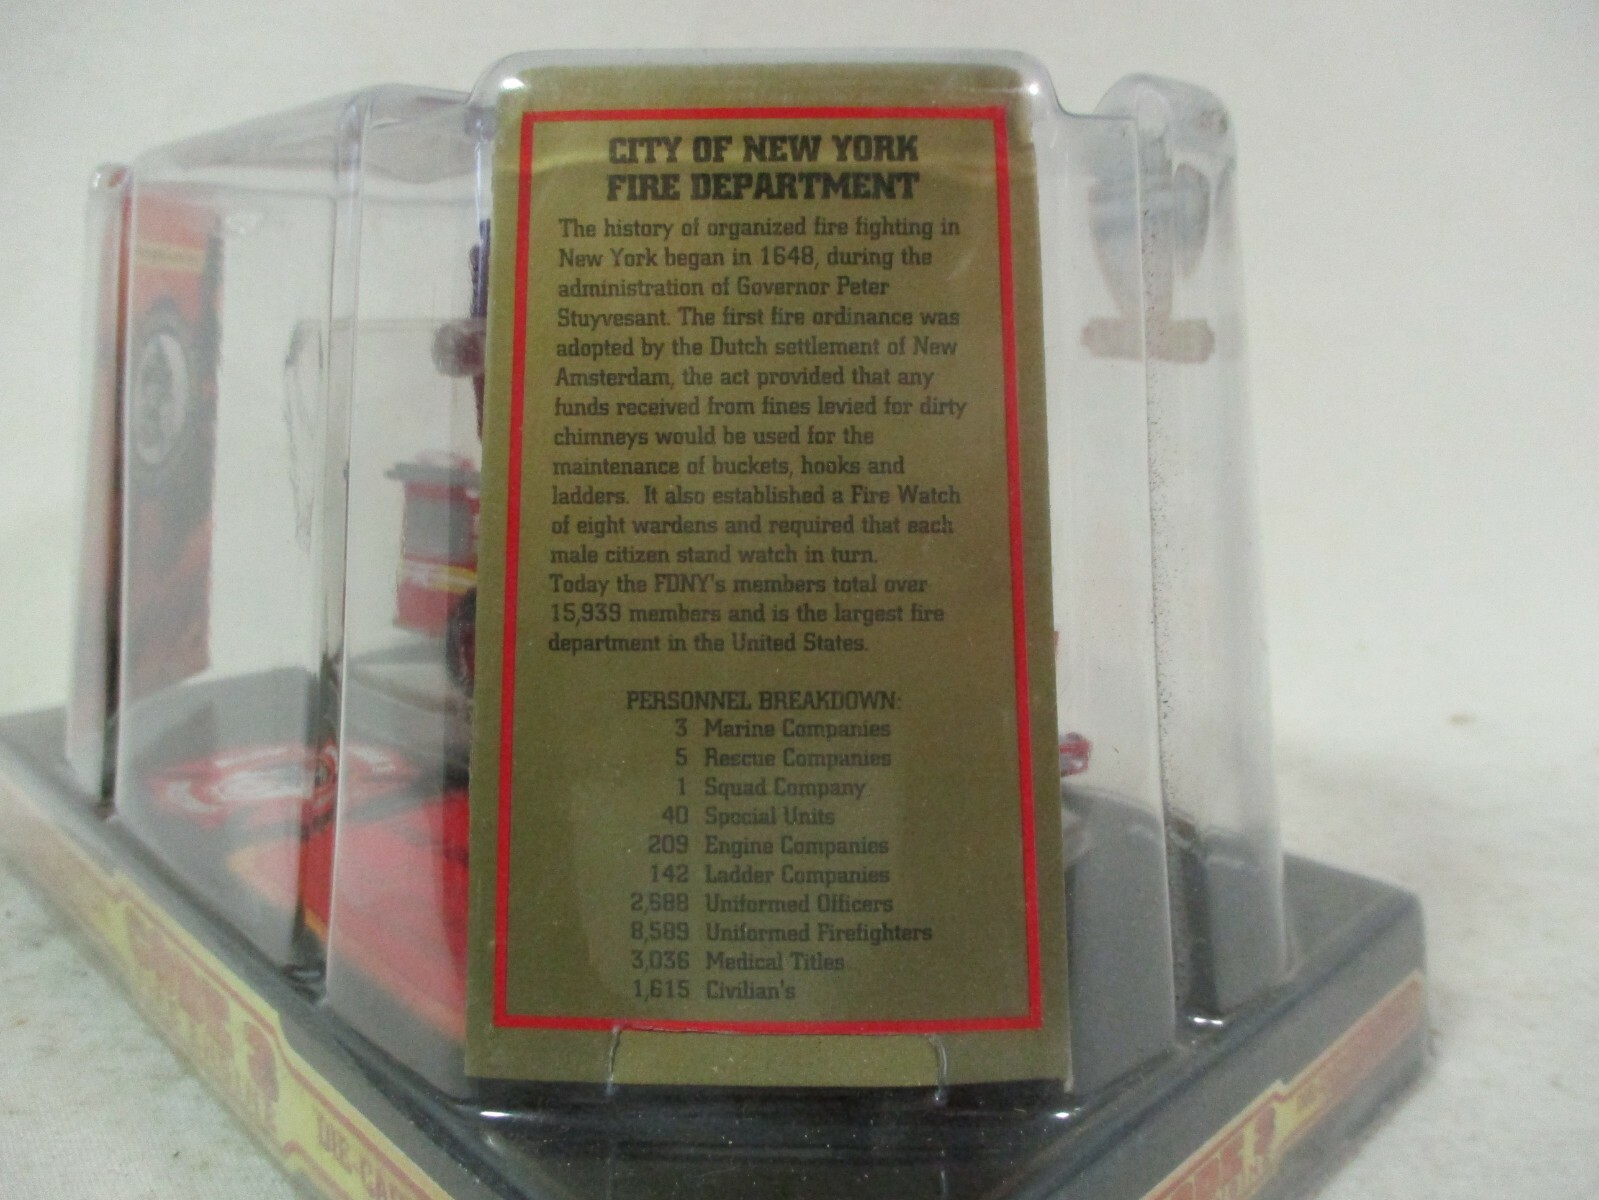 CITY OF NEW YORK
FIRE DEPARTMENT
The history of organized fire fighting in
New York began in 1648, during the
administration of Governor Peter
Stuyvesant. The first fire ordinance was
adopted by the Dutch settlement of New
Amsterdam, the act provided that any
funds received from fines levied for dirty
chimneys would be used for the
maintenance of buckets, hooks and
ladders. It also established a Fire Watch
of eight wardens and required that each
male citizen stand watch in turn.
Today the FDNY's members total over
15,939 members and is the largest fire
department in the United States.
PERSONNEL BREAKDOWN:
3 Marine Companies
5 Rescue Companies
1 Squad Company
40 Special Units
209 Engine Companies
142 Ladder Companies
2,688 Uniformed Officers
8,589 Uniformed Firefighters
3,036 Medical Titles
1,615 Civilian's
CODE 3
DIE-CA